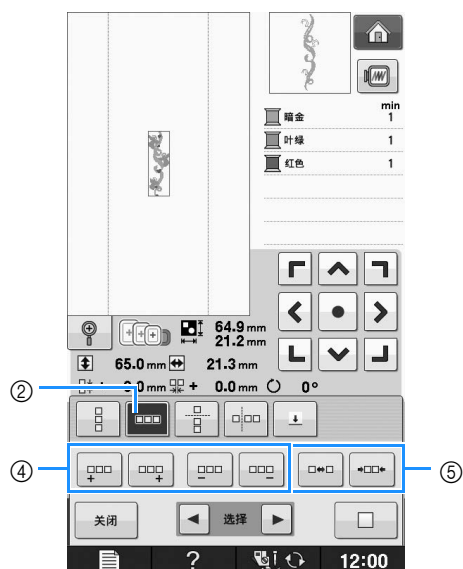 min
暗金 1
叶绿 1
红色 1
64.9 mm
21.2 mm
65.0 mm 21.3 mm
+ 0.0 mm + 0.0 mm 0°
②
④
⑤
+ + − −
关闭 选择
? 12:00